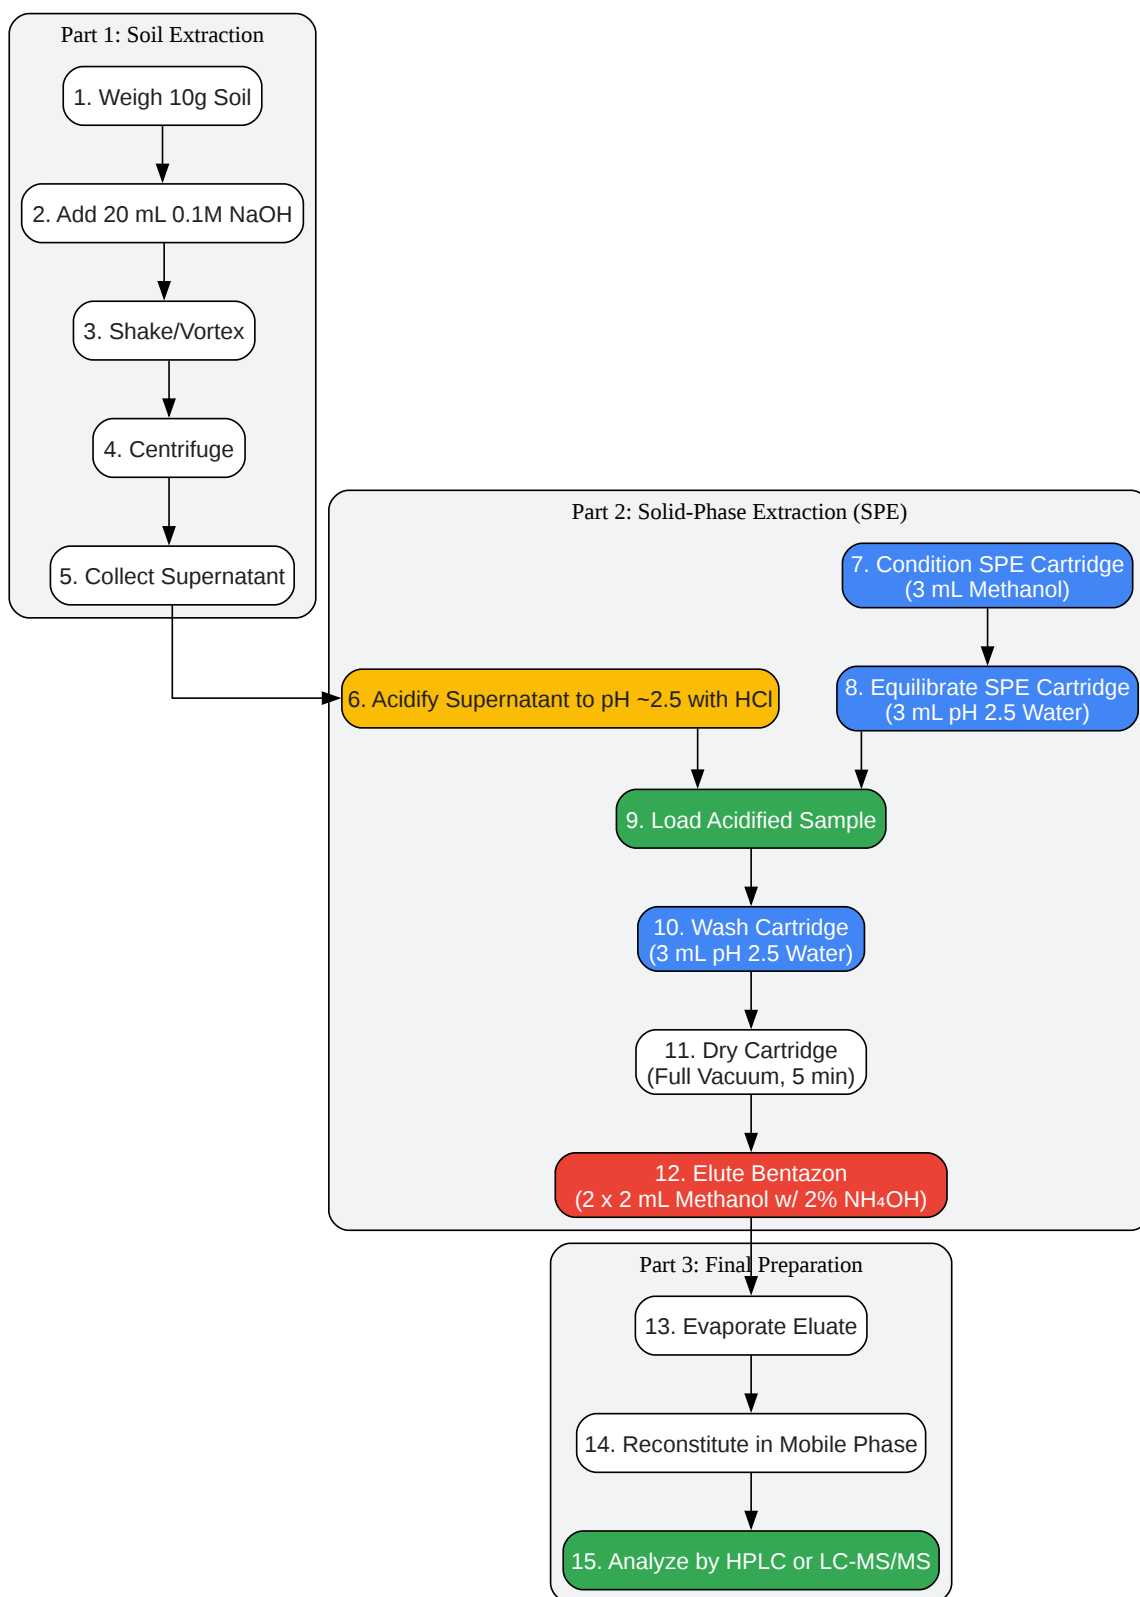 Part 1: Soil Extraction
1. Weigh 10g Soil
2. Add 20 mL 0.1M NaOH
3. Shake/Vortex
4. Centrifuge
5. Collect Supernatant
Part 2: Solid-Phase Extraction (SPE)
7. Condition SPE Cartridge
(3 mL Methanol)
6. Acidify Supernatant to pH ~2.5 with HCl
8. Equilibrate SPE Cartridge
(3 mL pH 2.5 Water)
9. Load Acidified Sample
10. Wash Cartridge
(3 mL pH 2.5 Water)
11. Dry Cartridge
(Full Vacuum, 5 min)
12. Elute Bentazon
(2 x 2 mL Methanol w/ 2% NH₄OH)
Part 3: Final Preparation
13. Evaporate Eluate
14. Reconstitute in Mobile Phase
15. Analyze by HPLC or LC-MS/MS